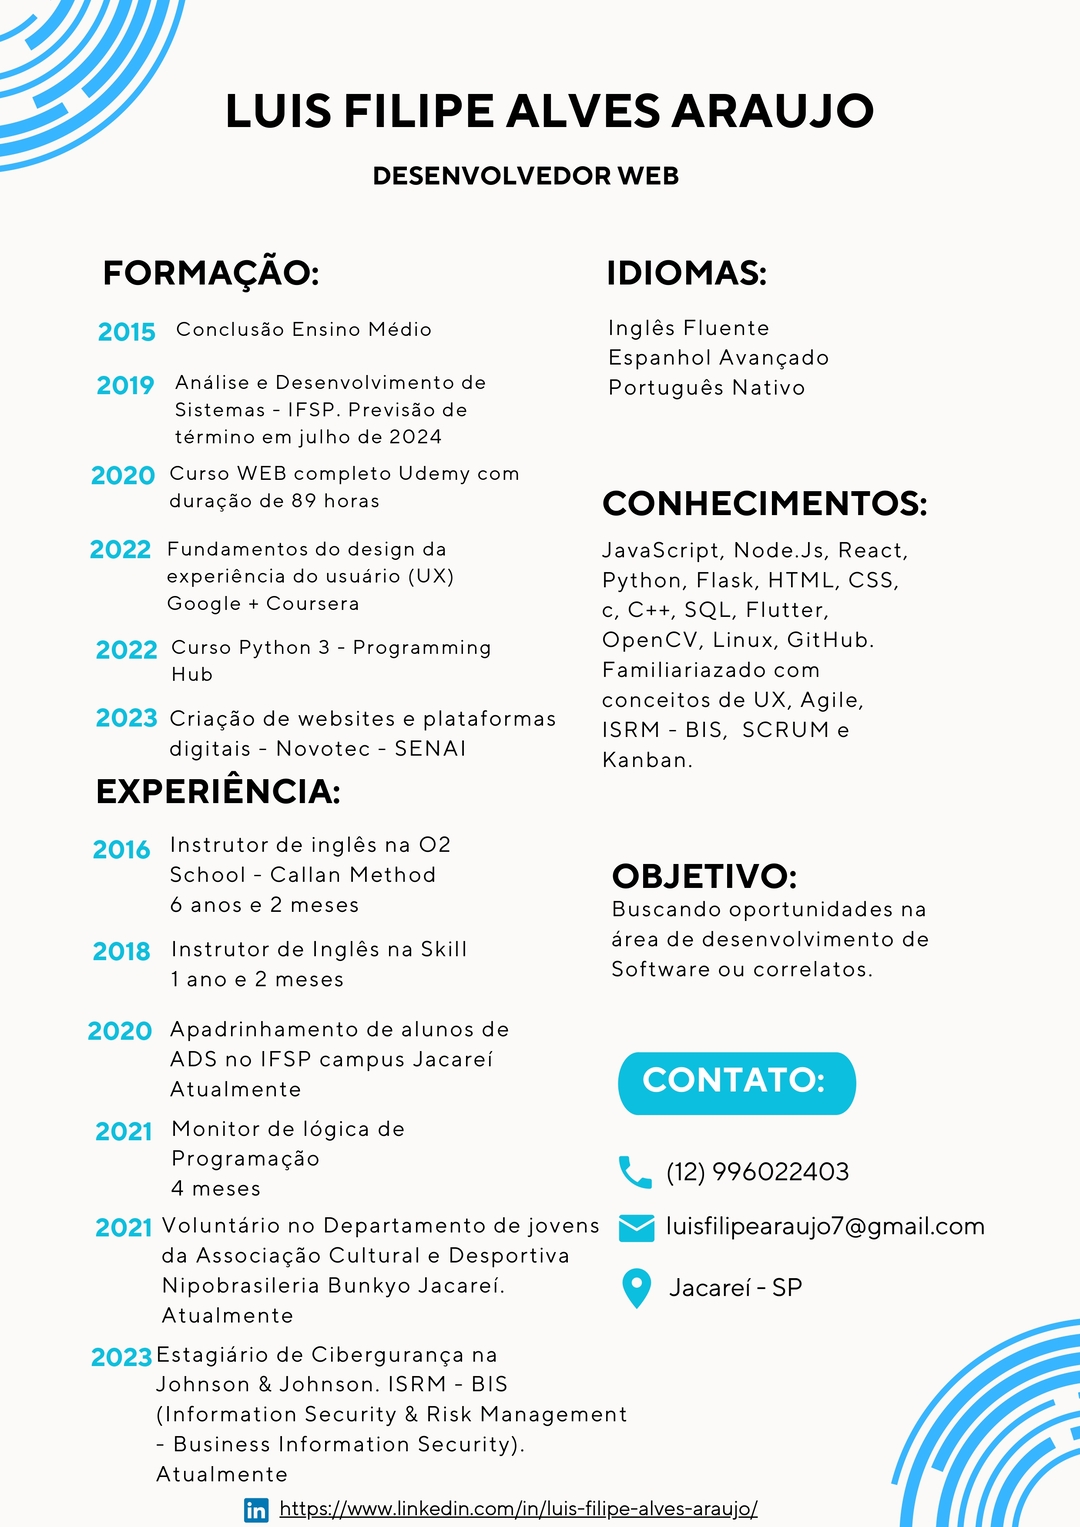 LUIS FILIPE ALVES ARAUJO
DESENVOLVEDOR WEB
FORMAÇÃO:
2015 Conclusão Ensino Médio
2019 Análise e Desenvolvimento de
Sistemas - IFSP. Previsão de
término em julho de 2024
2020 Curso WEB completo Udemy com
duração de 89 horas
2022 Fundamentos do design da
experiência do usuário (UX)
Google + Coursera
2022 Curso Python 3 - Programming
Hub
2023 Criação de websites e plataformas
digitais - Novotec - SENAI
EXPERIÊNCIA:
2016 Instrutor de inglês na O2
School - Callan Method
6 anos e 2 meses
2018 Instrutor de Inglês na Skill
1 ano e 2 meses
2020 Apadrinhamento de alunos de
ADS no IFSP campus Jacareí
Atualmente
2021 Monitor de lógica de
Programação
4 meses
2021 Voluntário no Departamento de jovens
da Associação Cultural e Desportiva
Nipobrasileria Bunkyo Jacareí.
Atualmente
2023 Estagiário de Cibergurança na
Johnson & Johnson. ISRM - BIS
(Information Security & Risk Management
- Business Information Security).
Atualmente
IDIOMAS:
Inglês Fluente
Espanhol Avançado
Português Nativo
CONHECIMENTOS:
JavaScript, Node.Js, React,
Python, Flask, HTML, CSS,
c, C++, SQL, Flutter,
OpenCV, Linux, GitHub.
Familiariazado com
conceitos de UX, Agile,
ISRM - BIS, SCRUM e
Kanban.
OBJETIVO:
Buscando oportunidades na
área de desenvolvimento de
Software ou correlatos.
CONTATO:
(12) 996022403
luisfilipearaujo7@gmail.com
Jacareí - SP
in https://www.linkedin.com/in/luis-filipe-alves-araujo/